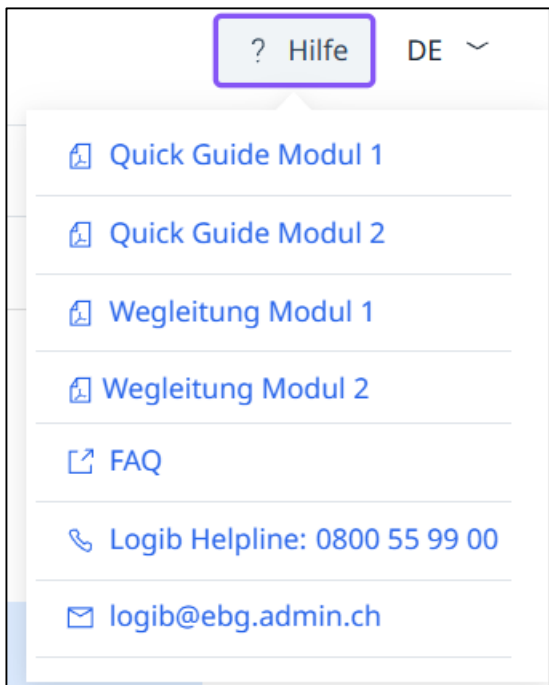 ? Hilfe DE
Quick Guide Modul 1
Quick Guide Modul 2
Wegleitung Modul 1
Wegleitung Modul 2
FAQ
Logib Helpline: 0800 55 99 00
logib@ebg.admin.ch